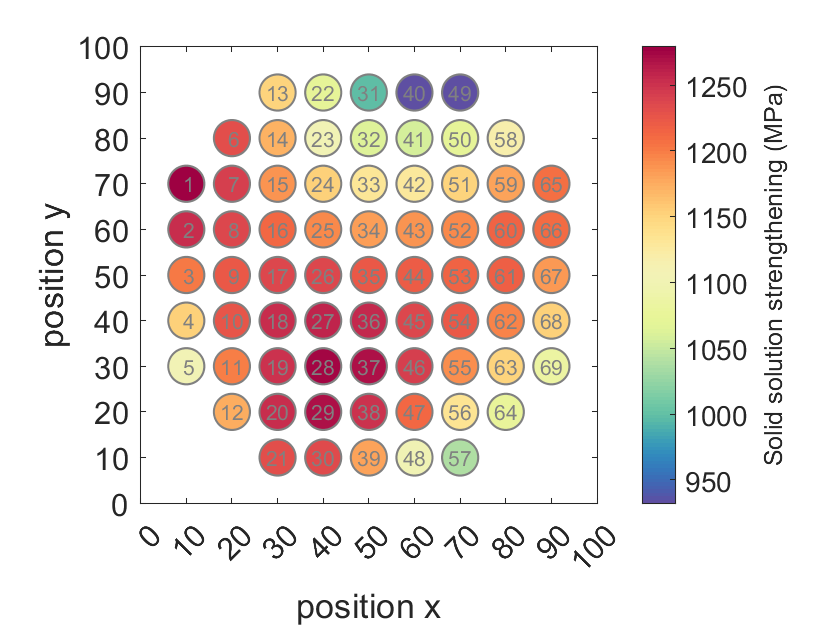 100
90
80
70
60
50
40
30
20
10
0
position y
13 22 31 40 49
6 14 23 32 41 50 58
1 7 15 24 33 42 51 59 65
2 8 16 25 34 43 52 60 66
3 9 17 26 35 44 53 61 67
4 10 18 27 36 45 54 62 68
5 11 19 28 37 46 55 63 69
12 20 29 38 47 56 64
21 30 39 48 57
0 10 20 30 40 50 60 70 80 90 100
position x
1250
1200
1150
1100
1050
1000
950
Solid solution strengthening (MPa)